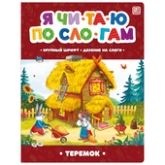 Я ЧИ·ТА·Ю
ПО СЛО·ГАМ
• КРУПНЫЙ ШРИФТ • ДЕЛЕНИЕ НА СЛОГИ
• ТЕРЕМОК •